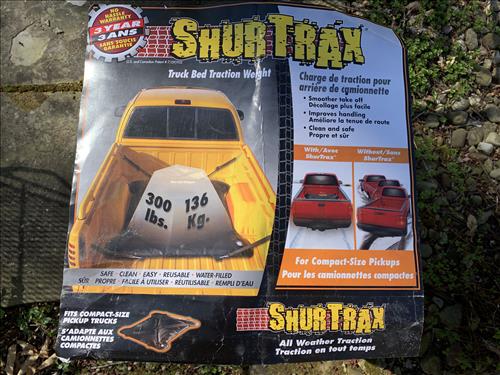 NO
HASSLE
WARRANTY
3 YEAR
3 ANS
SANS SOUCIS
GARANTIE
SHURTRAX
Truck Bed Traction Weight
Charge de traction pour
arrière de camionnette
• Smoother take off
Décollage plus facile
• Improves handling
Améliore la tenue de route
• Clean and safe
Propre et sûr
300 136
lbs. Kg.
With/Avec Without/Sans
ShurTrax ShurTrax
For Compact-Size Pickups
Pour les camionnettes compactes
SAFE · CLEAN · EASY · REUSABLE · WATER-FILLED
SÛR · PROPRE · FACILE À UTILISER · RÉUTILISABLE · REMPLI D'EAU
FITS COMPACT-SIZE
PICKUP TRUCKS
S'ADAPTE AUX
CAMIONNETTES
COMPACTES
SHURTRAX
All Weather Traction
Traction en tout temps